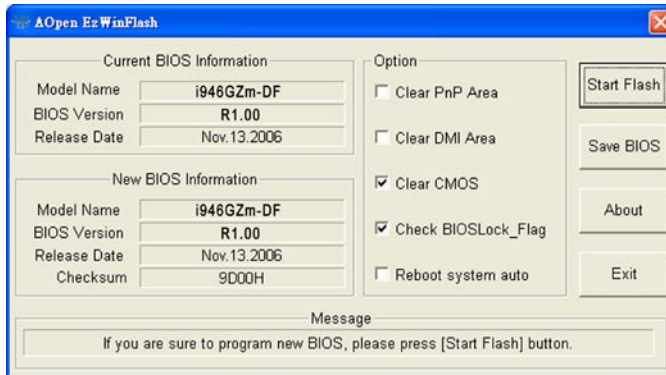 AOpen EzWinFlash
Current BIOS Information
Model Name i946GZm-DF
BIOS Version R1.00
Release Date Nov.13.2006
New BIOS Information
Model Name i946GZm-DF
BIOS Version R1.00
Release Date Nov.13.2006
Checksum 9D00H
Option
Clear PnP Area
Clear DMI Area
Clear CMOS
Check BIOSLock_Flag
Reboot system auto
Start Flash
Save BIOS
About
Exit
Message
If you are sure to program new BIOS, please press [Start Flash] button.